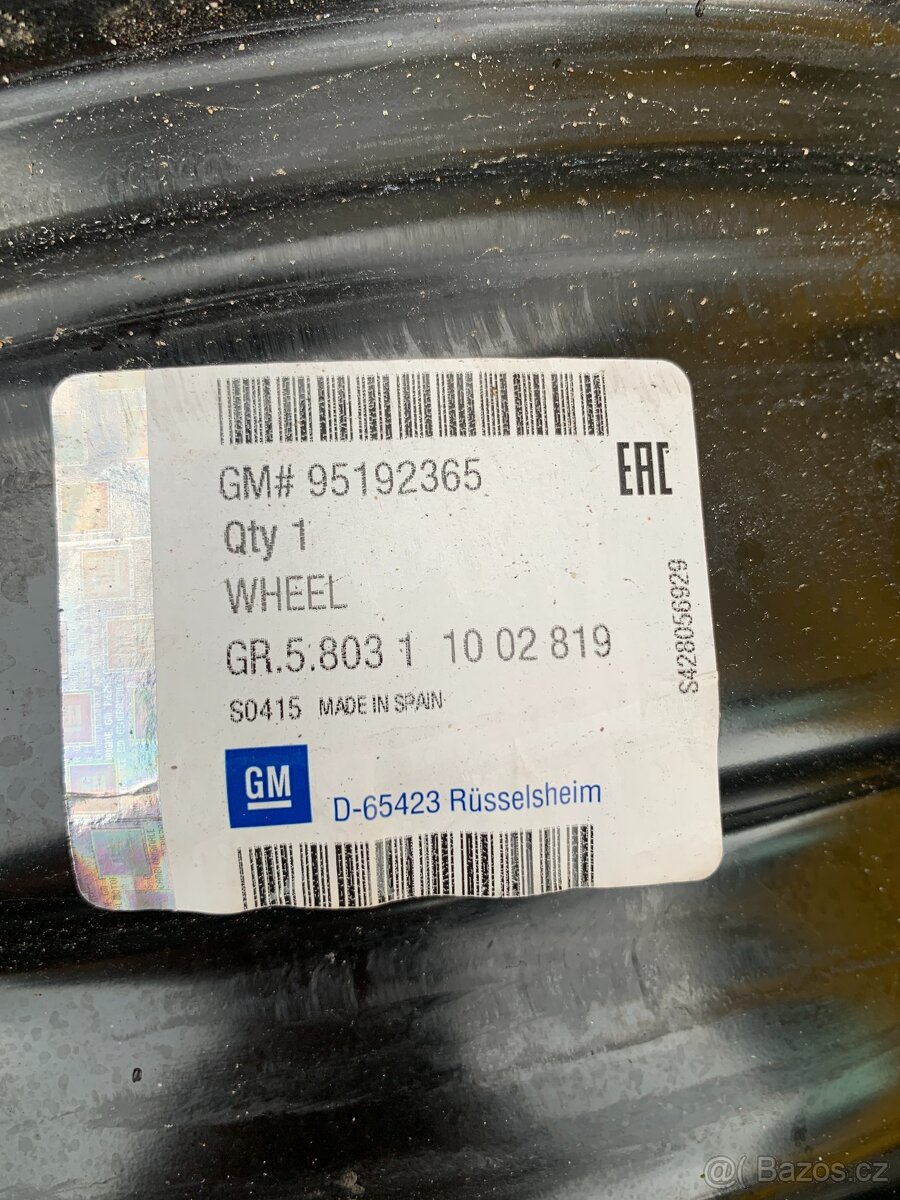 GM# 95192365
EAC
Qty 1
WHEEL
GR.5.803 1 10 02 819
S0415 MADE IN SPAIN
S428056929
GM
D-65423 Rüsselsheim
@( Bazoš.cz